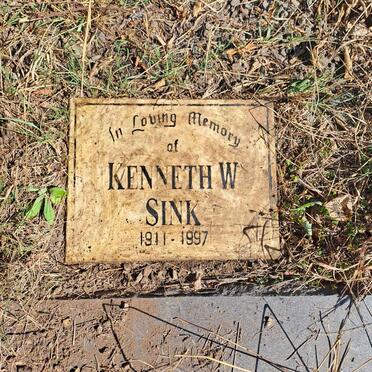 In Loving Memory
of
KENNETH W
SINK
1911-1997